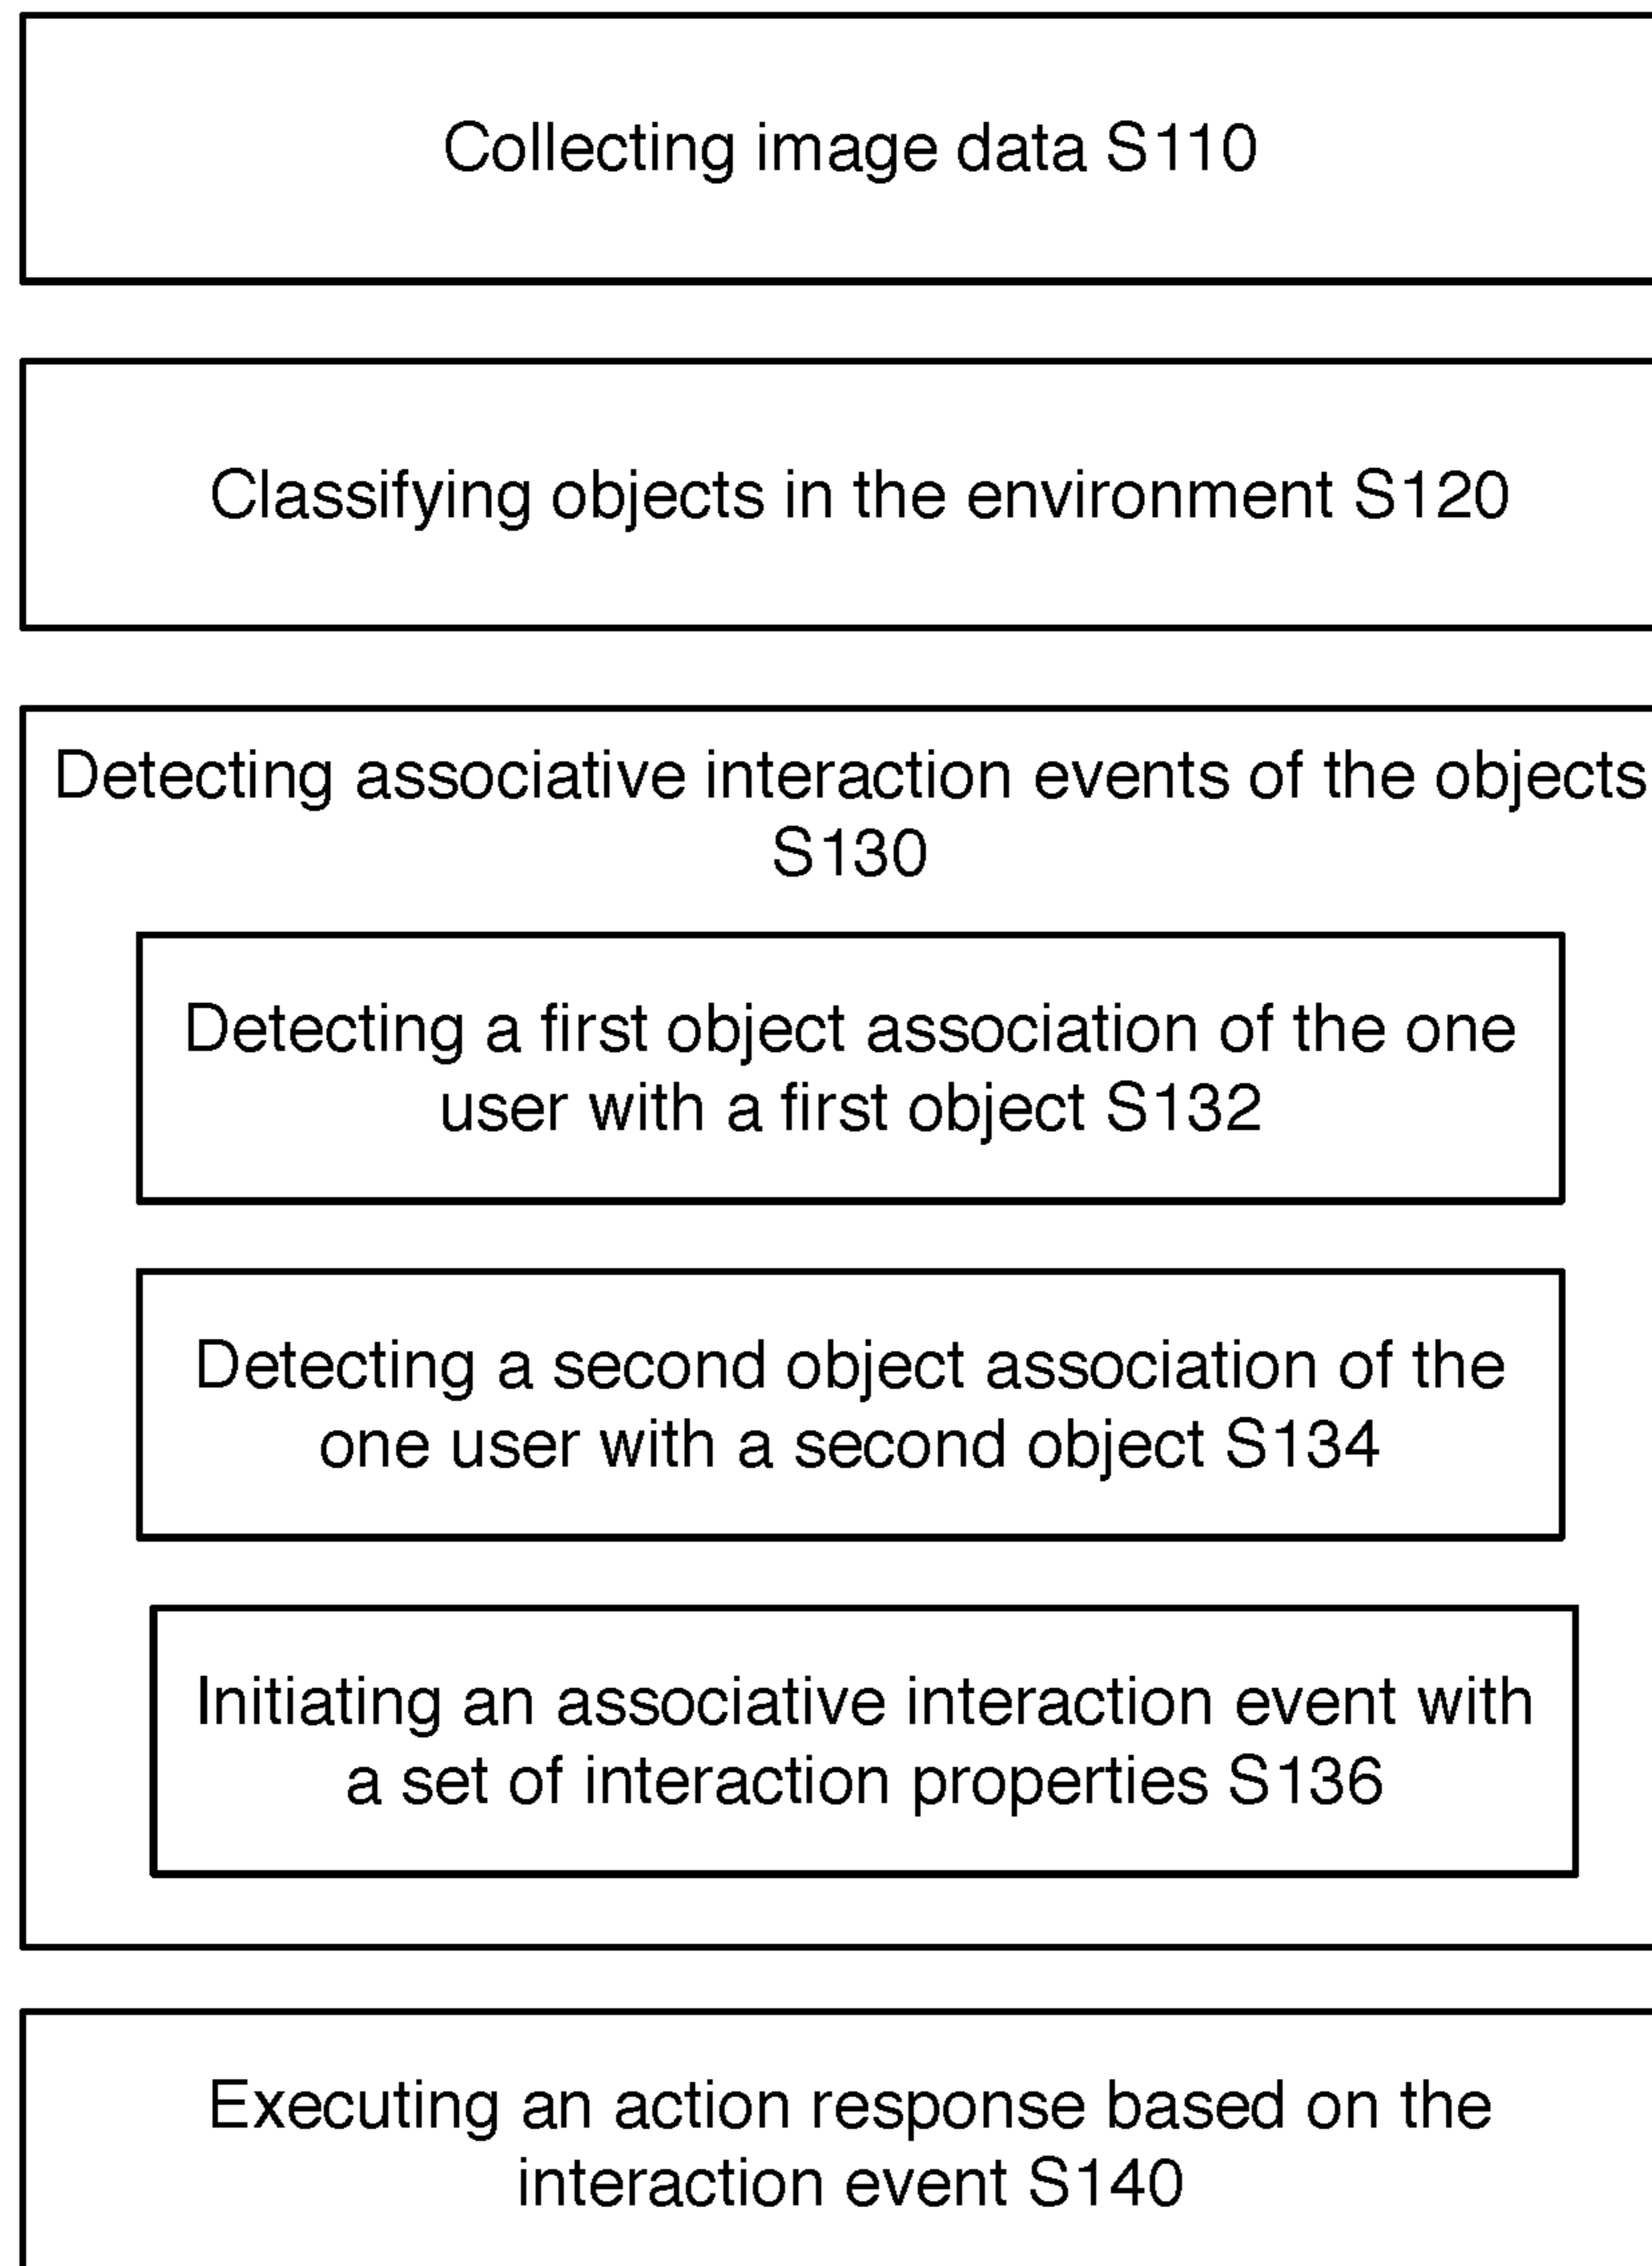 Collecting image data S110
Classifying objects in the environment S120
Detecting associative interaction events of the objects
S130
Detecting a first object association of the one
user with a first object S132
Detecting a second object association of the
one user with a second object S134
Initiating an associative interaction event with
a set of interaction properties S136
Executing an action response based on the
interaction event S140